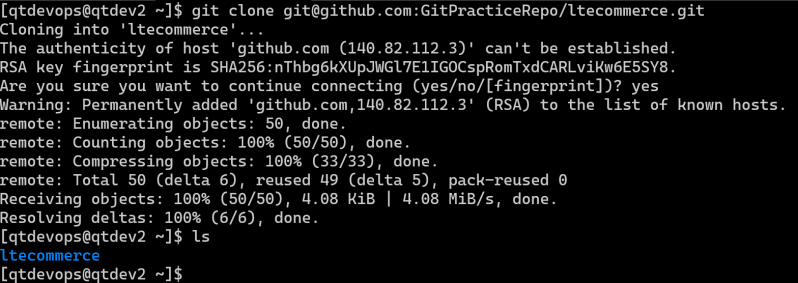 [qtdevops@qtdev2 ~]$ git clone git@github.com:GitPracticeRepo/ltecommerce.git
Cloning into 'ltecommerce'...
The authenticity of host 'github.com (140.82.112.3)' can't be established.
RSA key fingerprint is SHA256:nThbg6kXUpJWGl7E1IGOCspRomTxdCARLviKw6E5SY8.
Are you sure you want to continue connecting (yes/no/[fingerprint])? yes
Warning: Permanently added 'github.com,140.82.112.3' (RSA) to the list of known hosts.
remote: Enumerating objects: 50, done.
remote: Counting objects: 100% (50/50), done.
remote: Compressing objects: 100% (33/33), done.
remote: Total 50 (delta 6), reused 49 (delta 5), pack-reused 0
Receiving objects: 100% (50/50), 4.08 KiB | 4.08 MiB/s, done.
Resolving deltas: 100% (6/6), done.
[qtdevops@qtdev2 ~]$ ls
ltecommerce
[qtdevops@qtdev2 ~]$